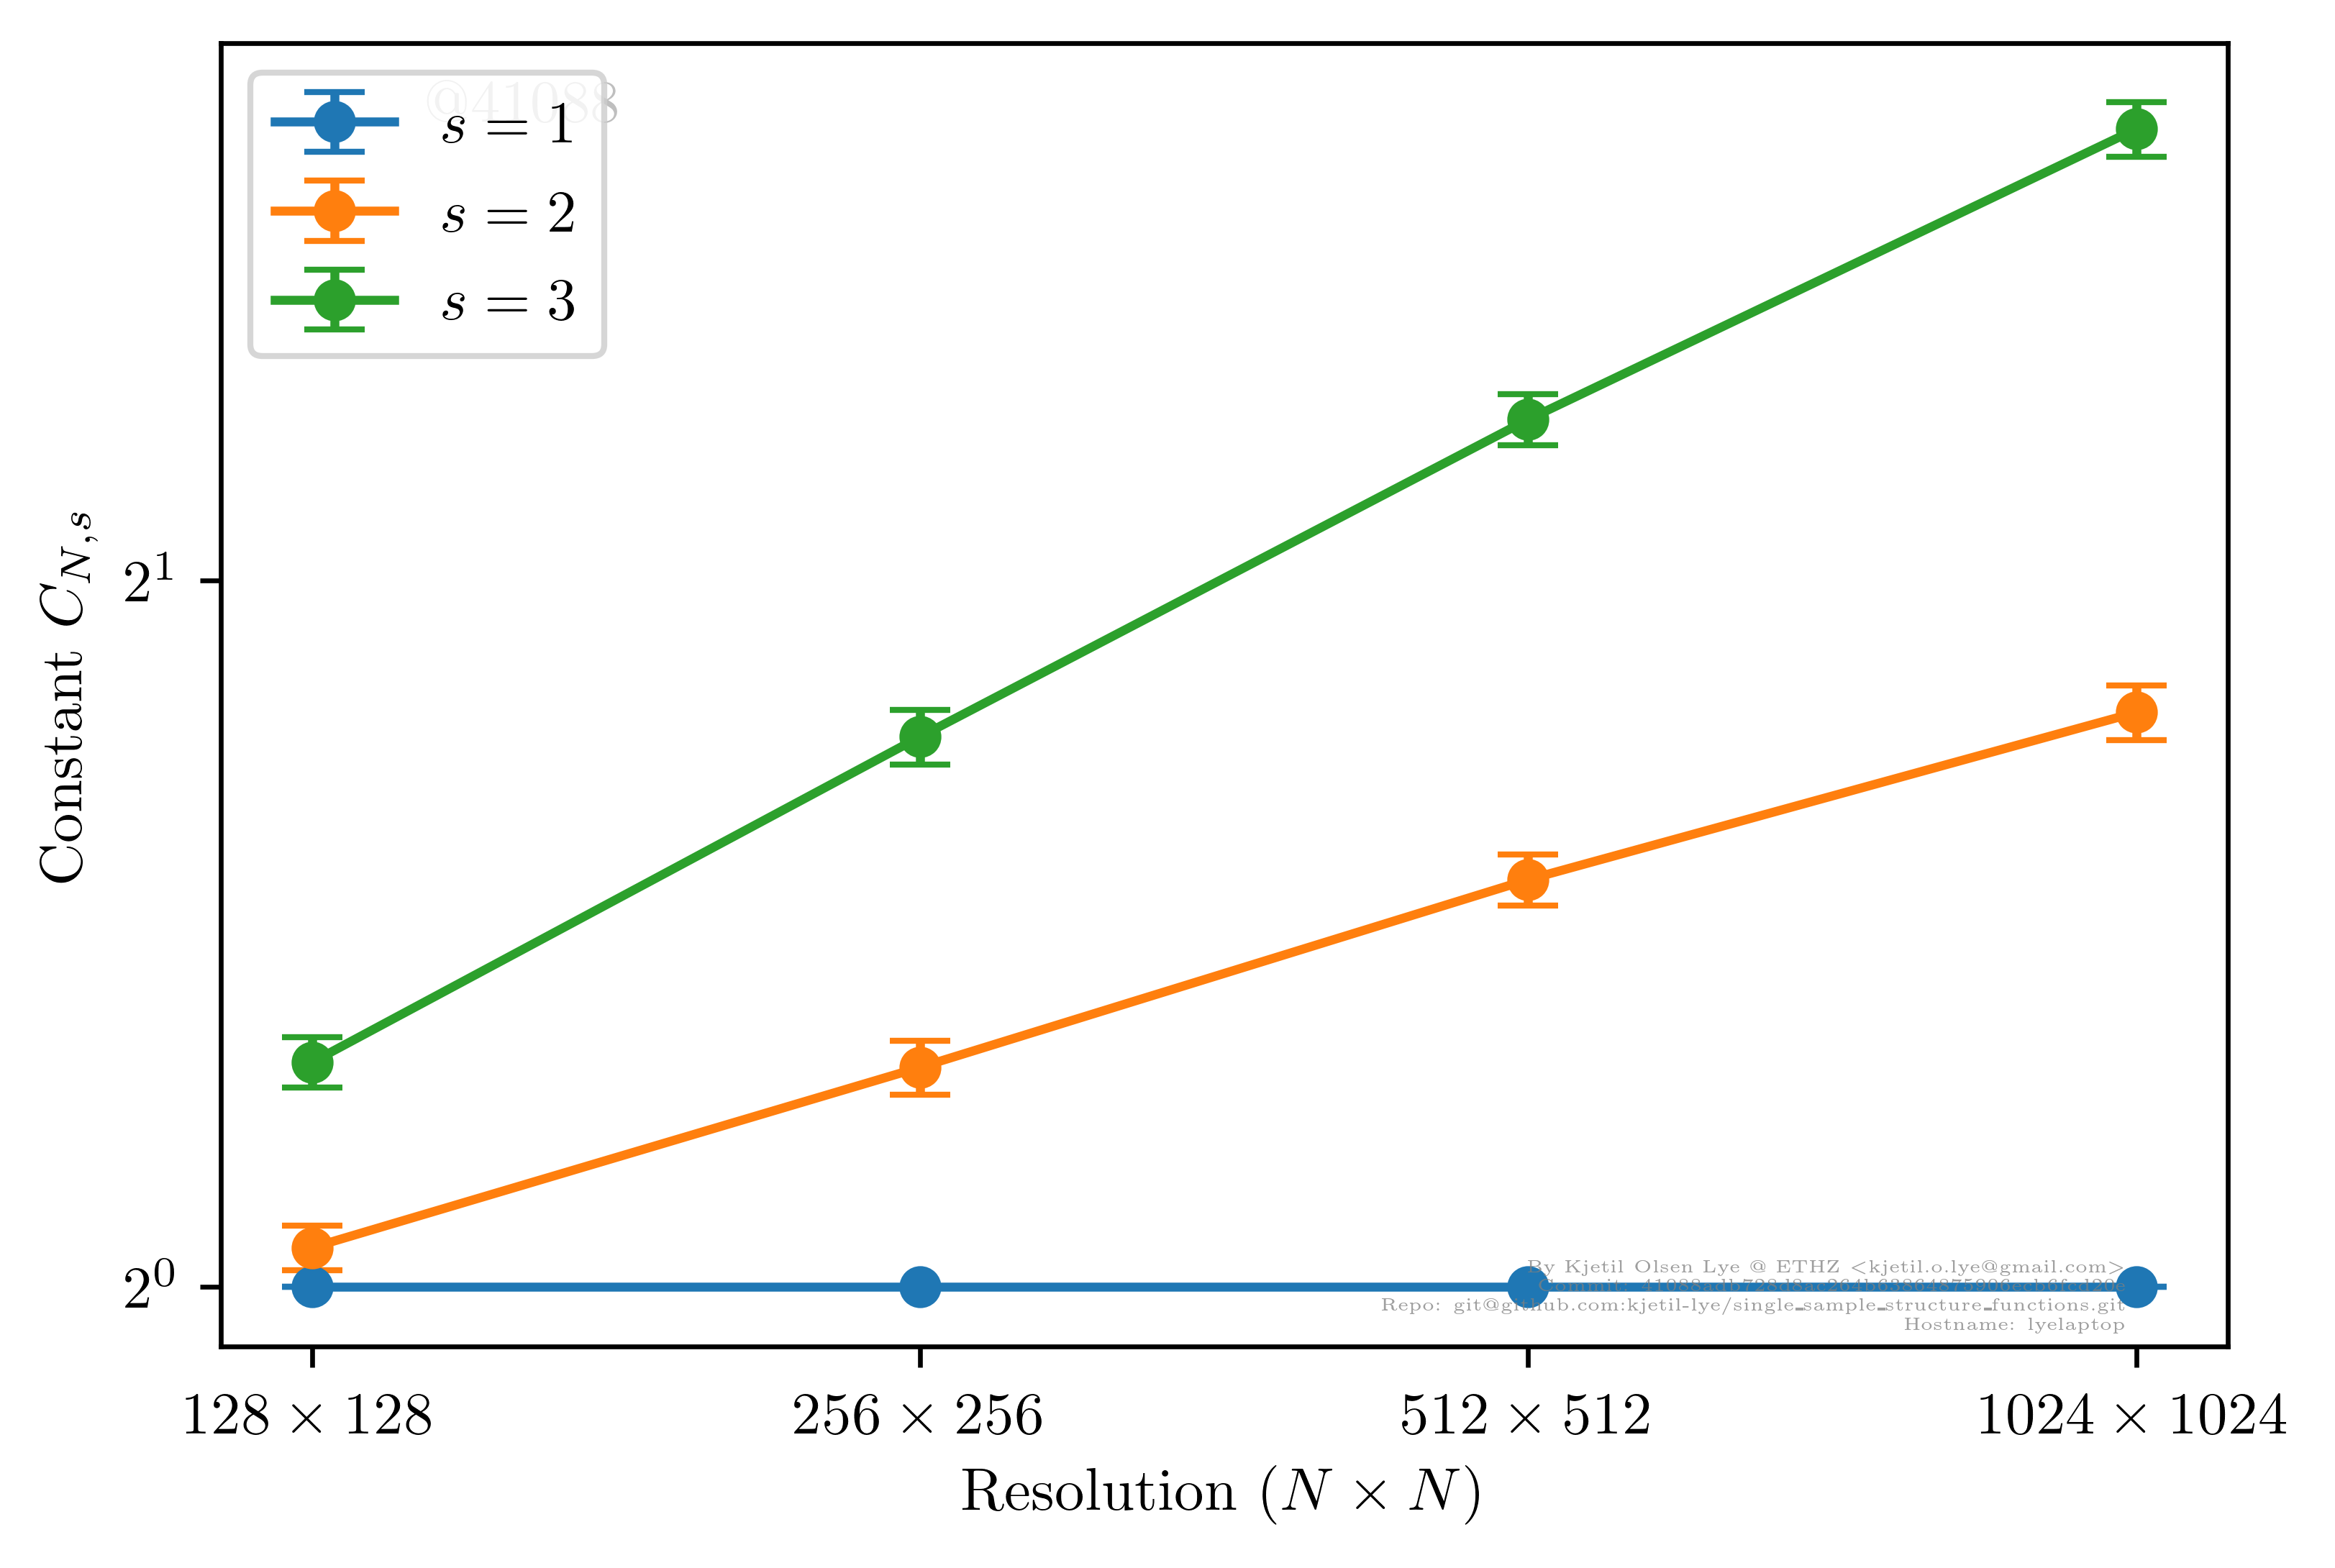 @41088
s = 1
s = 2
s = 3
Constant C_{N,s}
2^1
2^0
By Kjetil Olsen Lye @ ETHZ <kjetil.o.lye@gmail.com>
Commit:
Repo: git@github.com:kjetil-lye/single_sample_structure_functions.git
Hostname: lyelaptop
128 × 128
256 × 256
512 × 512
1024 × 1024
Resolution (N × N)